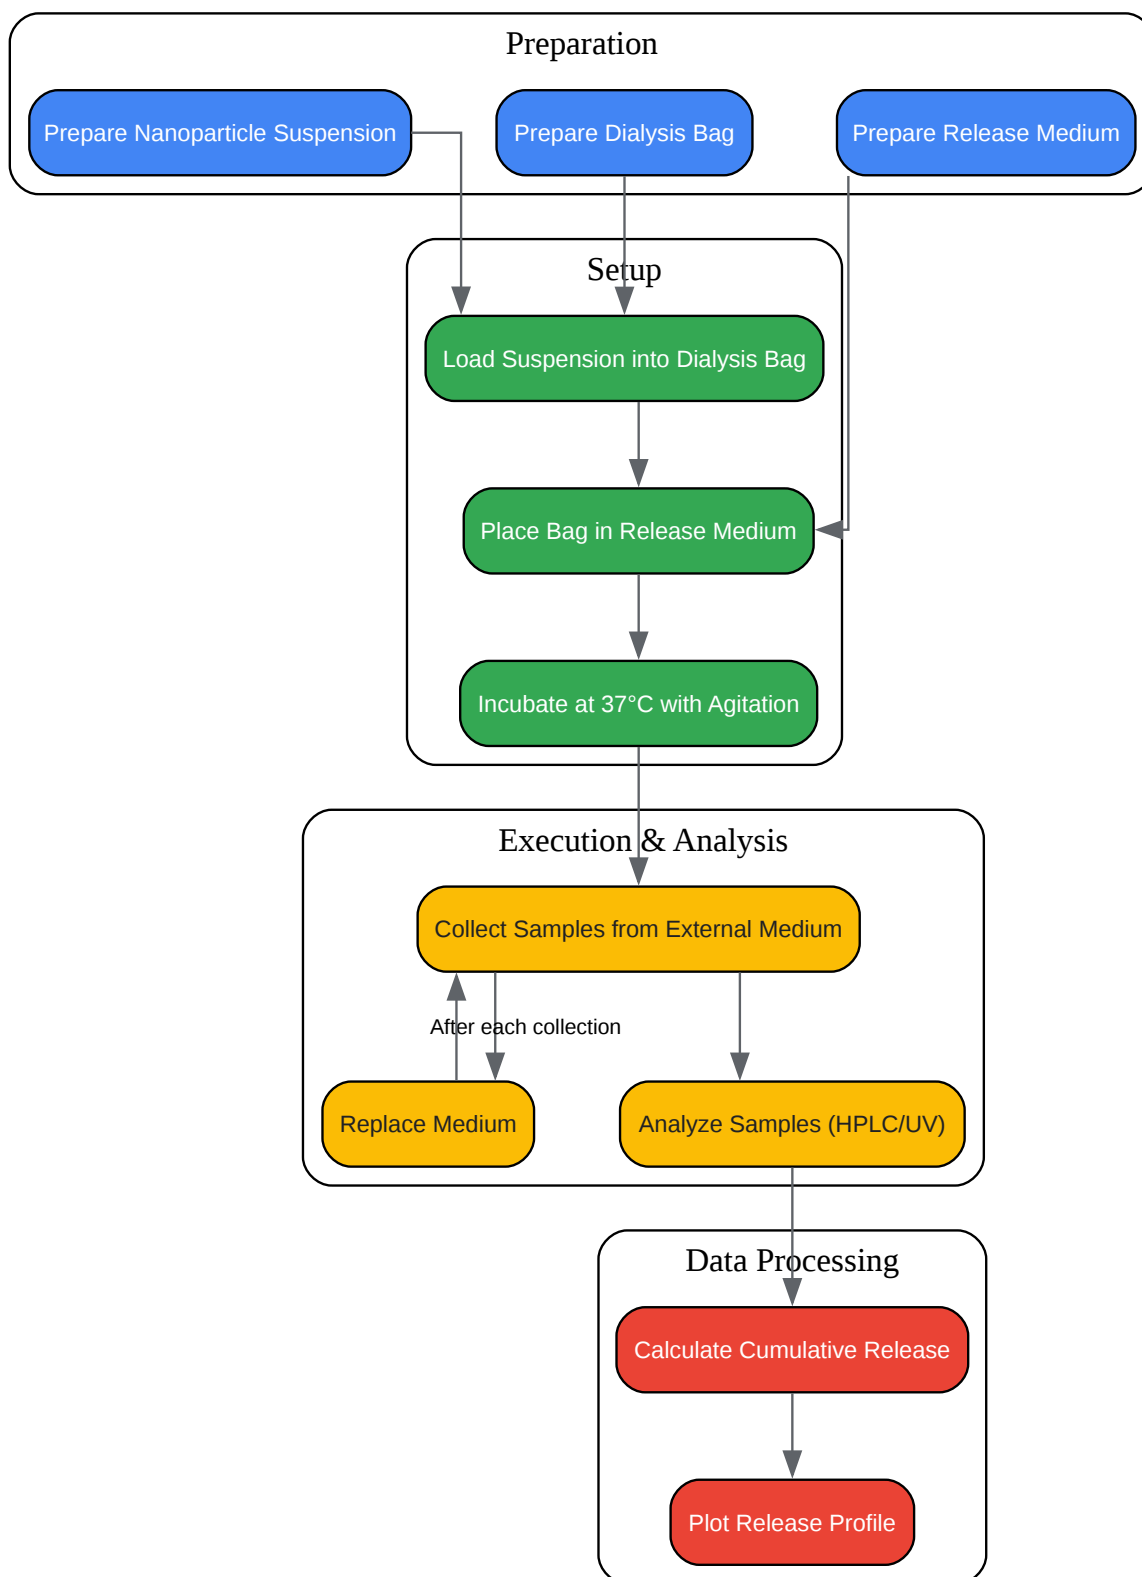 Preparation
Prepare Nanoparticle Suspension
Prepare Dialysis Bag
Prepare Release Medium
Setup
Load Suspension into Dialysis Bag
Place Bag in Release Medium
Incubate at 37°C with Agitation
Execution & Analysis
Collect Samples from External Medium
After each collection
Replace Medium
Analyze Samples (HPLC/UV)
Data Processing
Calculate Cumulative Release
Plot Release Profile